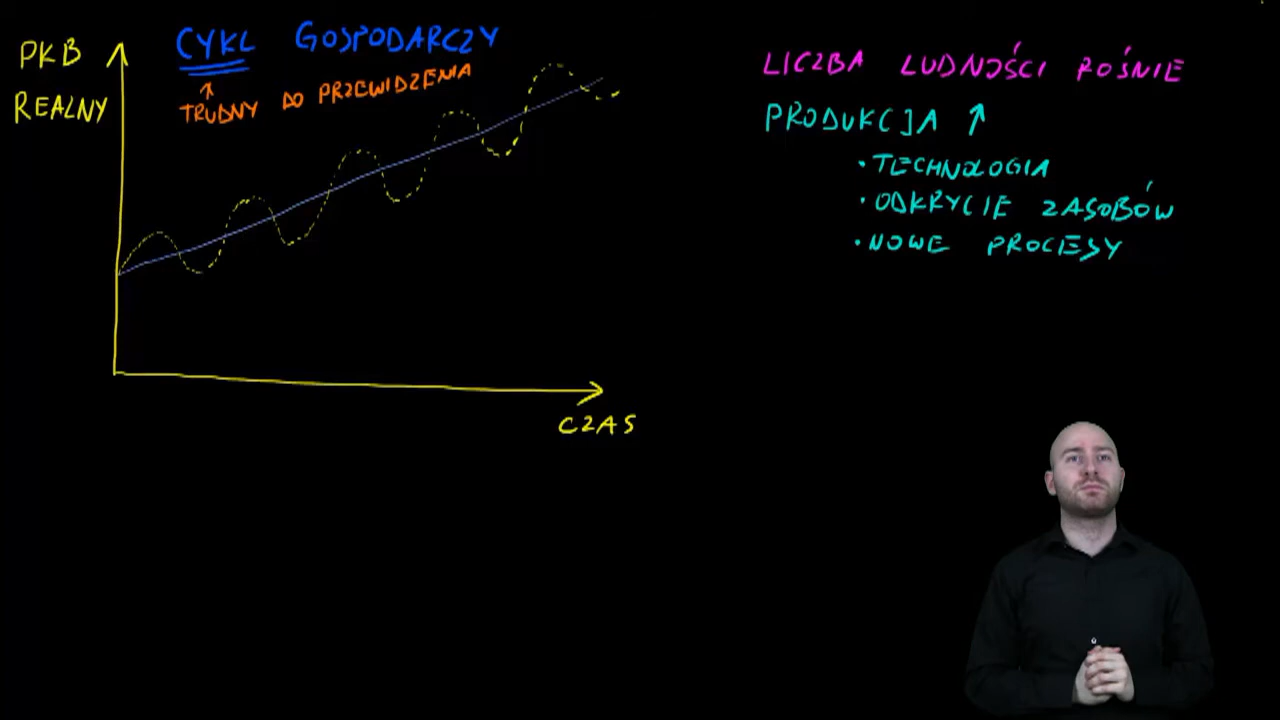 PKB
REALNY
CYKL GOSPODARCZY
TRUDNY DO PRZEWIDZENIA
CZAS
LICZBA LUDNOŚCI ROŚNIE
PRODUKCJA ↑
• TECHNOLOGIA
• ODKRYCIE ZASOBÓW
• NOWE PROCESY